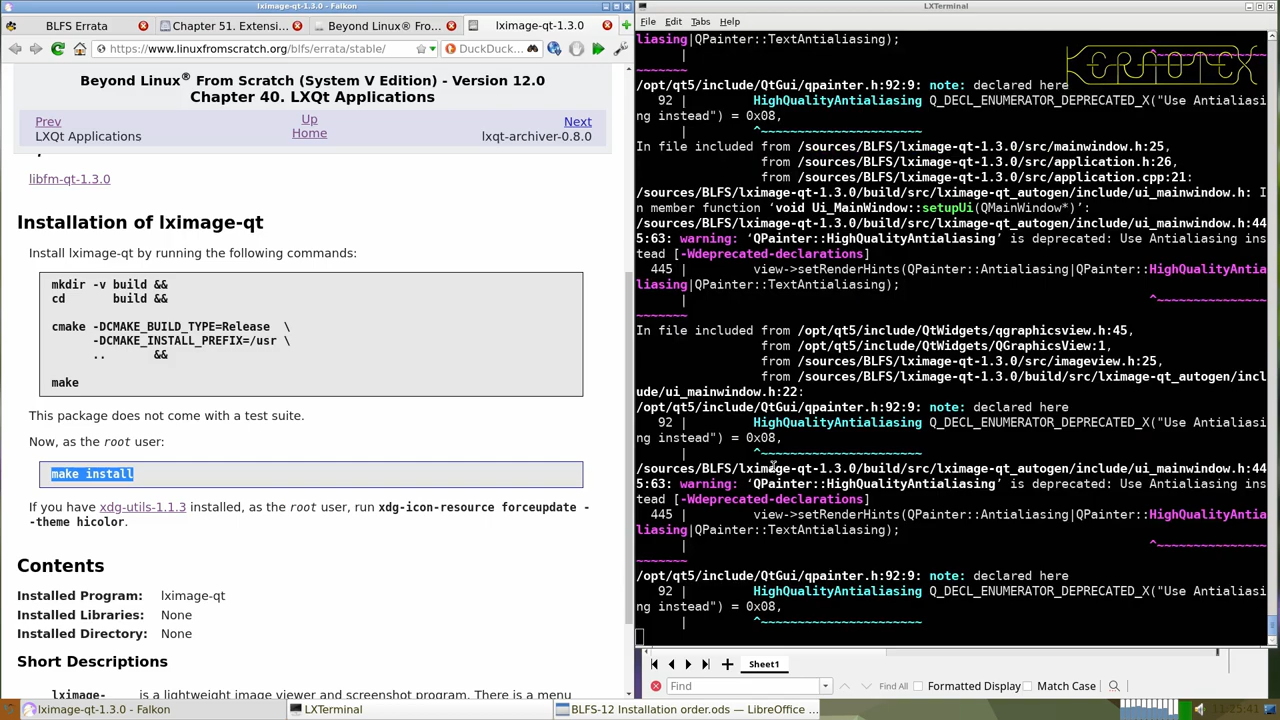 lximage-qt-1.3.0 - Falkon
BLFS Errata
Chapter 51. Extensi...
Beyond Linux® Fro...
lximage-qt-1.3.0
https://www.linuxfromscratch.org/blfs/errata/stable/
DuckDuc...
Beyond Linux® From Scratch (System V Edition) - Version 12.0
Chapter 40. LXQt Applications
Prev
Up
Next
LXQt Applications
Home
lxqt-archiver-0.8.0
libfm-qt-1.3.0
Installation of lximage-qt
Install lximage-qt by running the following commands:
mkdir -v build &&
cd       build &&
cmake -DCMAKE_BUILD_TYPE=Release  \
      -DCMAKE_INSTALL_PREFIX=/usr \
      ..       &&
make
This package does not come with a test suite.
Now, as the root user:
make install
If you have xdg-utils-1.1.3 installed, as the root user, run xdg-icon-resource forceupdate -
-theme hicolor.
Contents
Installed Program: lximage-qt
Installed Libraries: None
Installed Directory: None
Short Descriptions
lximage- is a lightweight image viewer and screenshot program. There is a menu
LXTerminal
File Edit Tabs Help
liasing|QPainter::TextAntialiasing);
      |                                                              ^~~~~~~~
~~~~~~~
/opt/qt5/include/QtGui/qpainter.h:92:9: note: declared here
   92 |         HighQualityAntialiasing Q_DECL_ENUMERATOR_DEPRECATED_X("Use Antialiasi
ng instead") = 0x08,
      |         ^~~~~~~~~~~~~~~~~~~~~~~
In file included from /sources/BLFS/lximage-qt-1.3.0/src/mainwindow.h:25,
                 from /sources/BLFS/lximage-qt-1.3.0/src/application.h:26,
                 from /sources/BLFS/lximage-qt-1.3.0/src/application.cpp:21:
/sources/BLFS/lximage-qt-1.3.0/build/src/lximage-qt_autogen/include/ui_mainwindow.h: I
n member function ‘void Ui_MainWindow::setupUi(QMainWindow*)’:
/sources/BLFS/lximage-qt-1.3.0/build/src/lximage-qt_autogen/include/ui_mainwindow.h:44
5:63: warning: ‘QPainter::HighQualityAntialiasing’ is deprecated: Use Antialiasing ins
tead [-Wdeprecated-declarations]
  445 |         view->setRenderHints(QPainter::Antialiasing|QPainter::HighQualityAntia
liasing|QPainter::TextAntialiasing);
      |                                                              ^~~~~~~~~~~~~~~~
~~~~~~~
In file included from /opt/qt5/include/QtWidgets/qgraphicsview.h:45,
                 from /opt/qt5/include/QtWidgets/QGraphicsView:1,
                 from /sources/BLFS/lximage-qt-1.3.0/src/imageview.h:25,
                 from /sources/BLFS/lximage-qt-1.3.0/build/src/lximage-qt_autogen/incl
ude/ui_mainwindow.h:22:
/opt/qt5/include/QtGui/qpainter.h:92:9: note: declared here
   92 |         HighQualityAntialiasing Q_DECL_ENUMERATOR_DEPRECATED_X("Use Antialiasi
ng instead") = 0x08,
      |         ^~~~~~~~~~~~~~~~~~~~~~~
/sources/BLFS/lximage-qt-1.3.0/build/src/lximage-qt_autogen/include/ui_mainwindow.h:44
5:63: warning: ‘QPainter::HighQualityAntialiasing’ is deprecated: Use Antialiasing ins
tead [-Wdeprecated-declarations]
  445 |         view->setRenderHints(QPainter::Antialiasing|QPainter::HighQualityAntia
liasing|QPainter::TextAntialiasing);
      |                                                              ^~~~~~~~~~~~~~~~
~~~~~~~
/opt/qt5/include/QtGui/qpainter.h:92:9: note: declared here
   92 |         HighQualityAntialiasing Q_DECL_ENUMERATOR_DEPRECATED_X("Use Antialiasi
ng instead") = 0x08,
      |         ^~~~~~~~~~~~~~~~~~~~~~~
Sheet1
Find
Find All
Formatted Display
Match Case
lximage-qt-1.3.0 - Falkon
LXTerminal
BLFS-12 Installation order.ods — LibreOffice ...
11:25:41